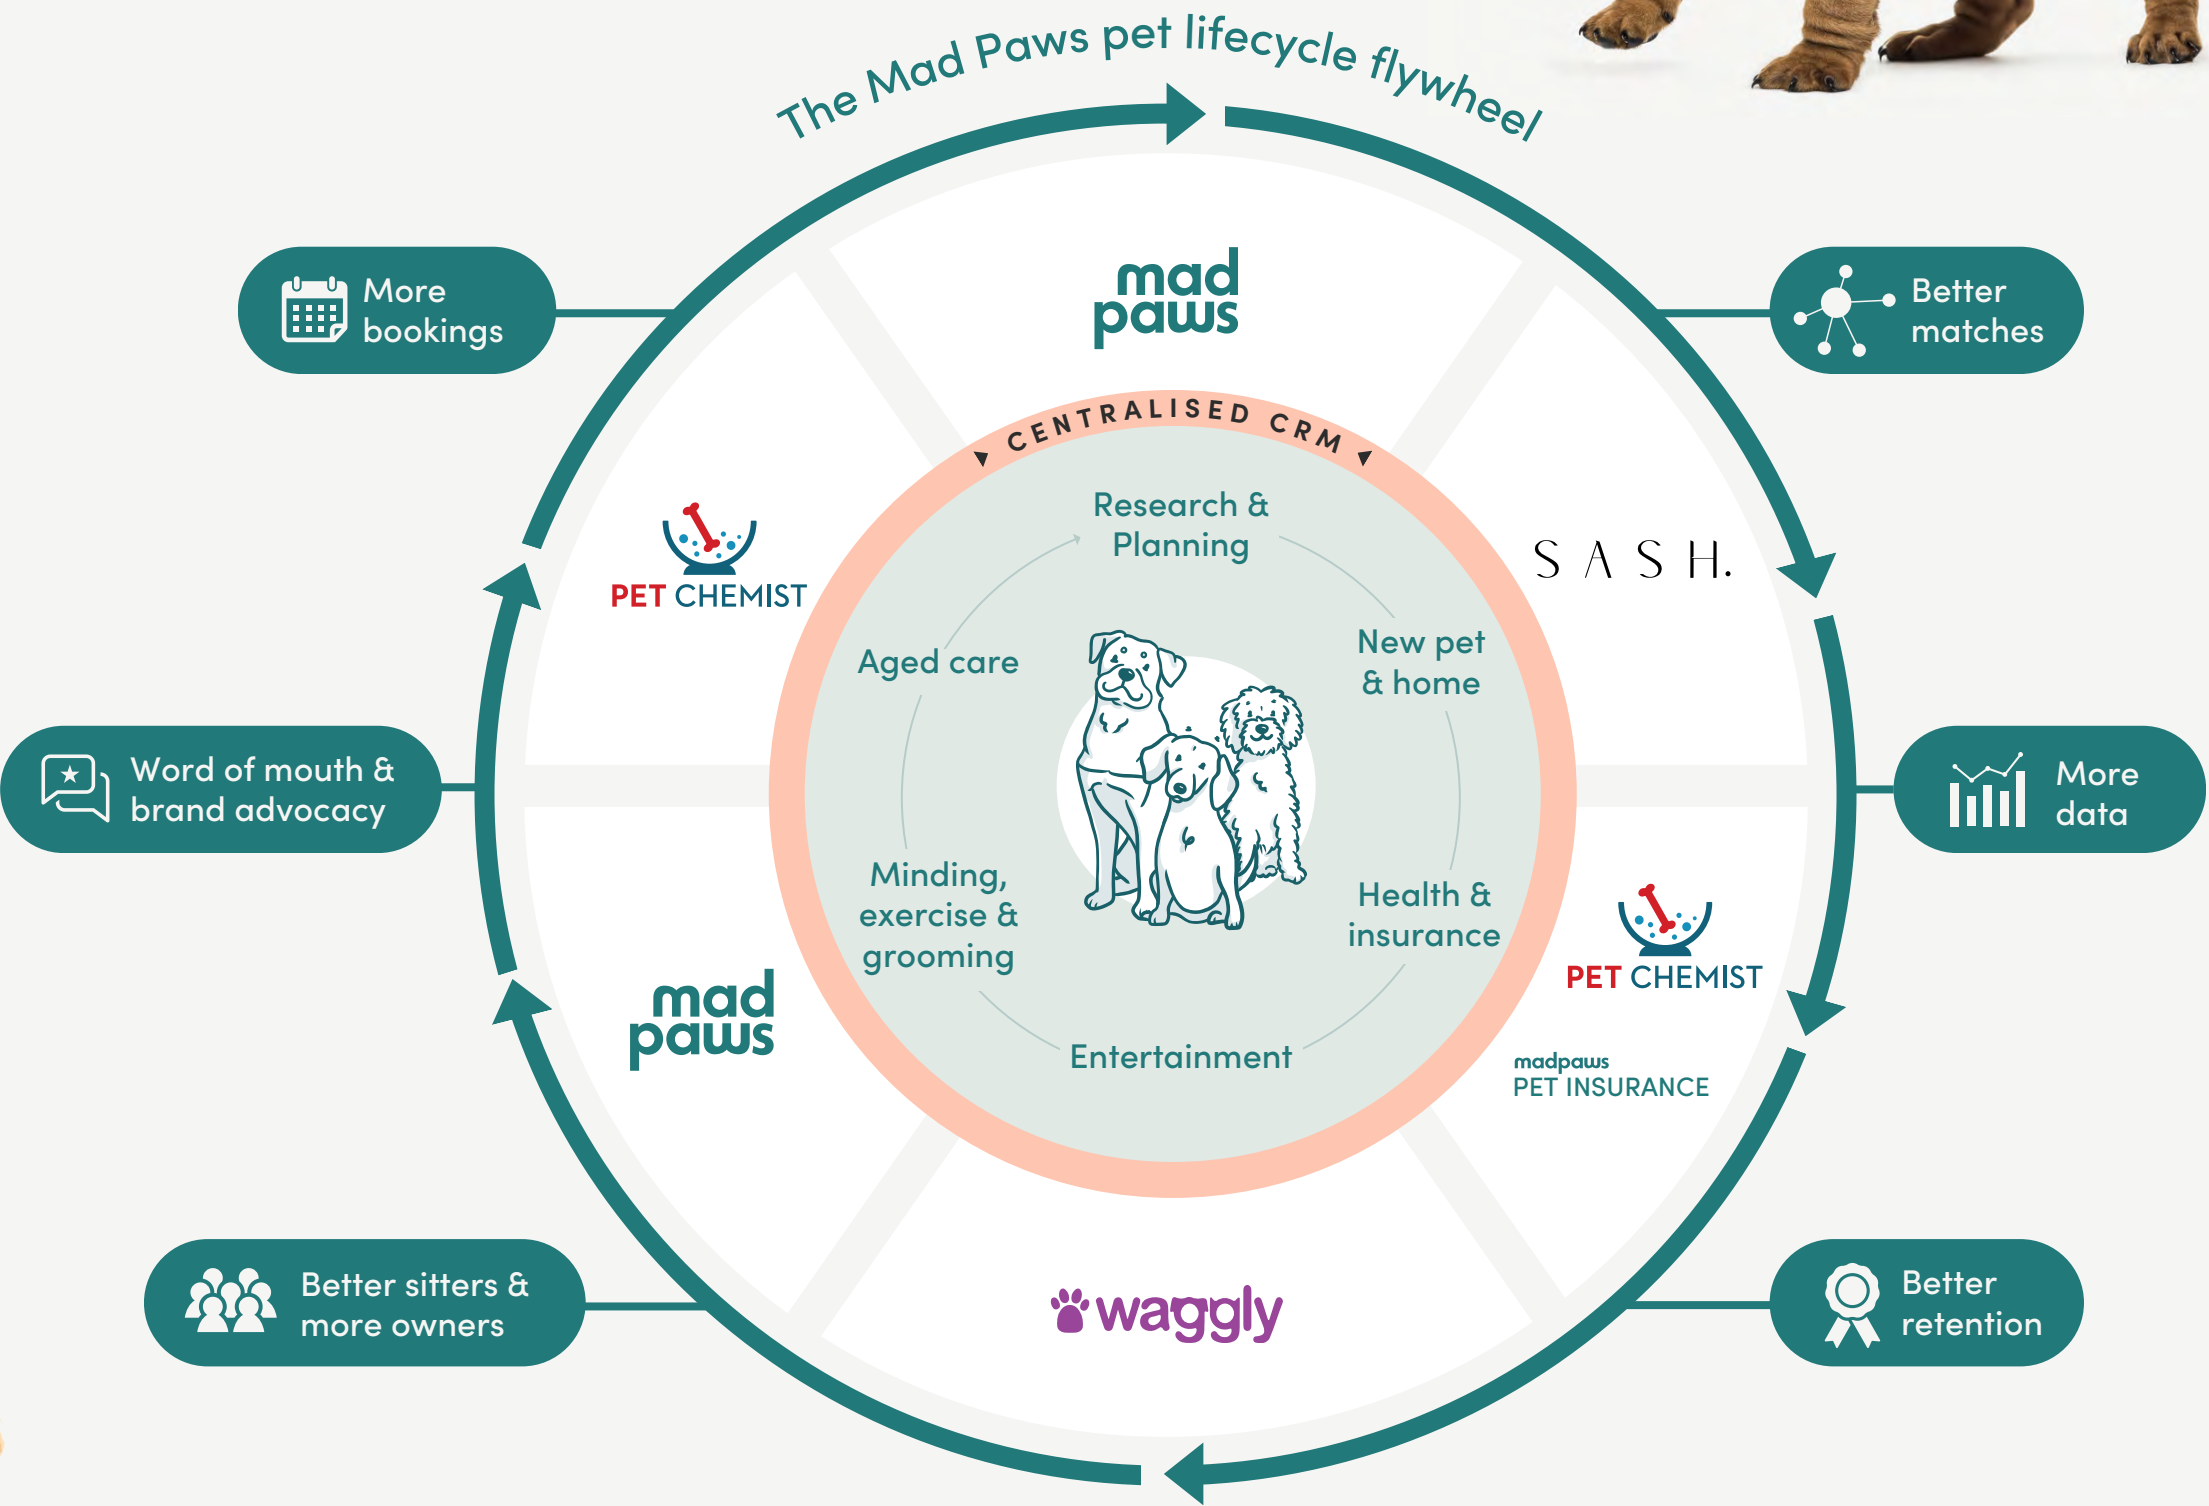 The Mad Paws pet lifecycle flywheel
More
bookings
Better
matches
mad
paws
CENTRALISED CRM
Research &
Planning
PET CHEMIST
SASH.
Aged care
New pet
& home
Word of mouth &
brand advocacy
More
data
Minding,
exercise &
grooming
Health &
insurance
PET CHEMIST
mad
paws
Entertainment
madpaws
PET INSURANCE
Better sitters &
more owners
waggly
Better
retention